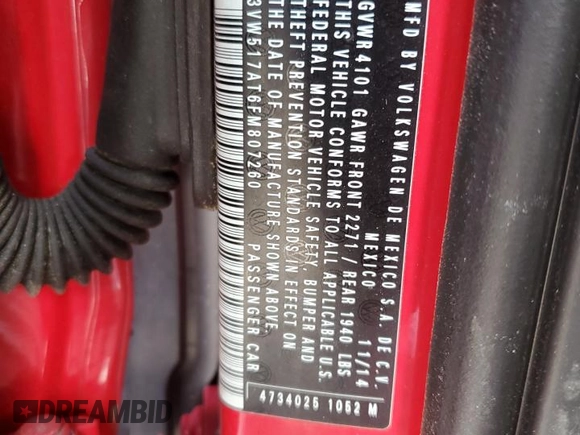 MFD BY VOLKSWAGEN DE MEXICO S.A. DE C.V.
MEXICO 11/14
GVWR 4101 GAWR FRONT 2271 / REAR 1940 LBS
THIS VEHICLE CONFORMS TO ALL APPLICABLE U.S.
FEDERAL MOTOR VEHICLE SAFETY, BUMPER AND
THEFT PREVENTION STANDARDS IN EFFECT ON
THE DATE OF MANUFACTURE SHOWN ABOVE.
3VW517AT6FM807260 PASSENGER CAR
4734025 1052 M
DREAMBID